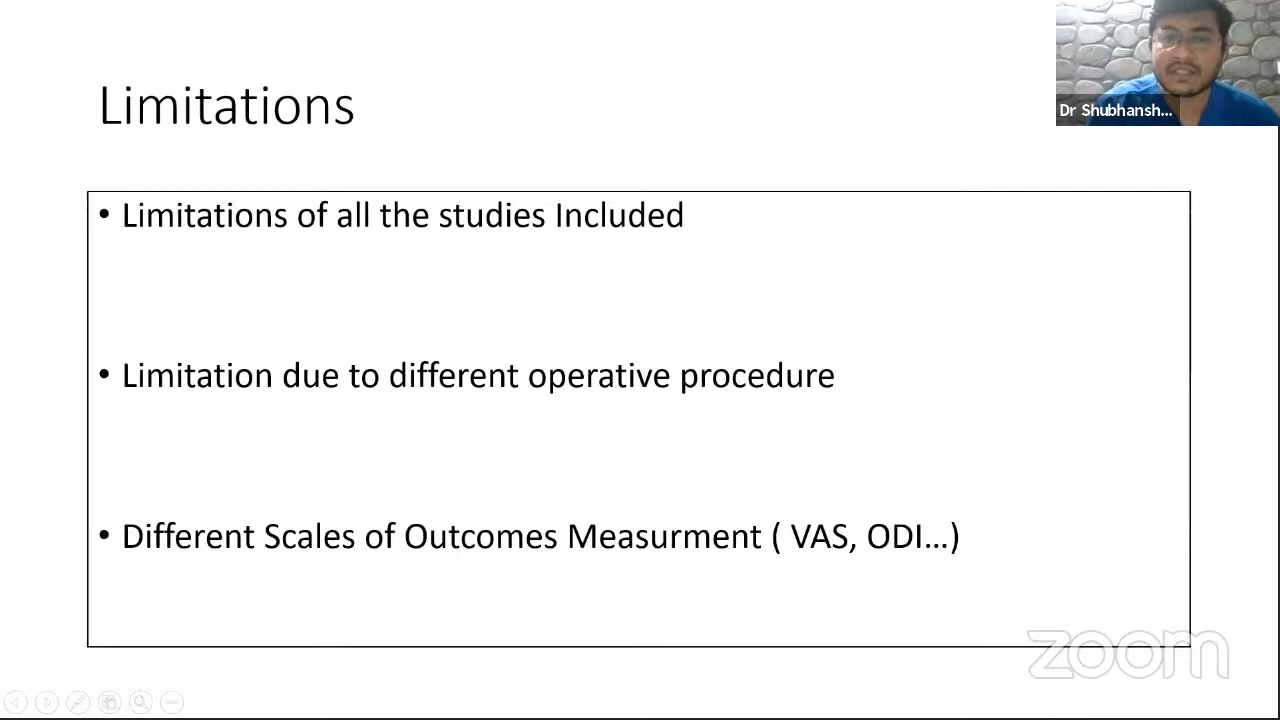 Limitations
Dr Shubhansh...
• Limitations of all the studies Included
• Limitation due to different operative procedure
• Different Scales of Outcomes Measurment ( VAS, ODI...)
zoom